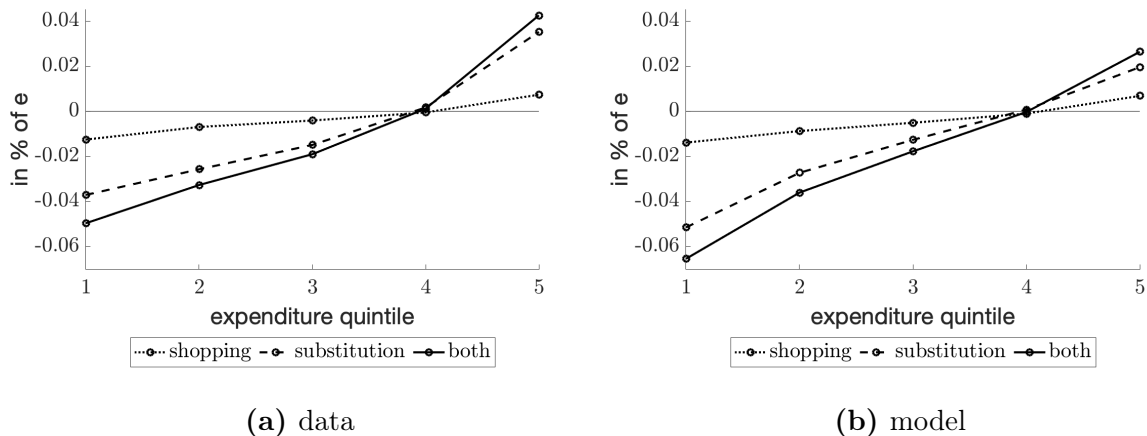 0.04
0.02
0
-0.02
-0.04
-0.06
in % of e
1 2 3 4 5
expenditure quintile
shopping substitution both
(a) data
0.04
0.02
0
-0.02
-0.04
-0.06
in % of e
1 2 3 4 5
expenditure quintile
shopping substitution both
(b) model